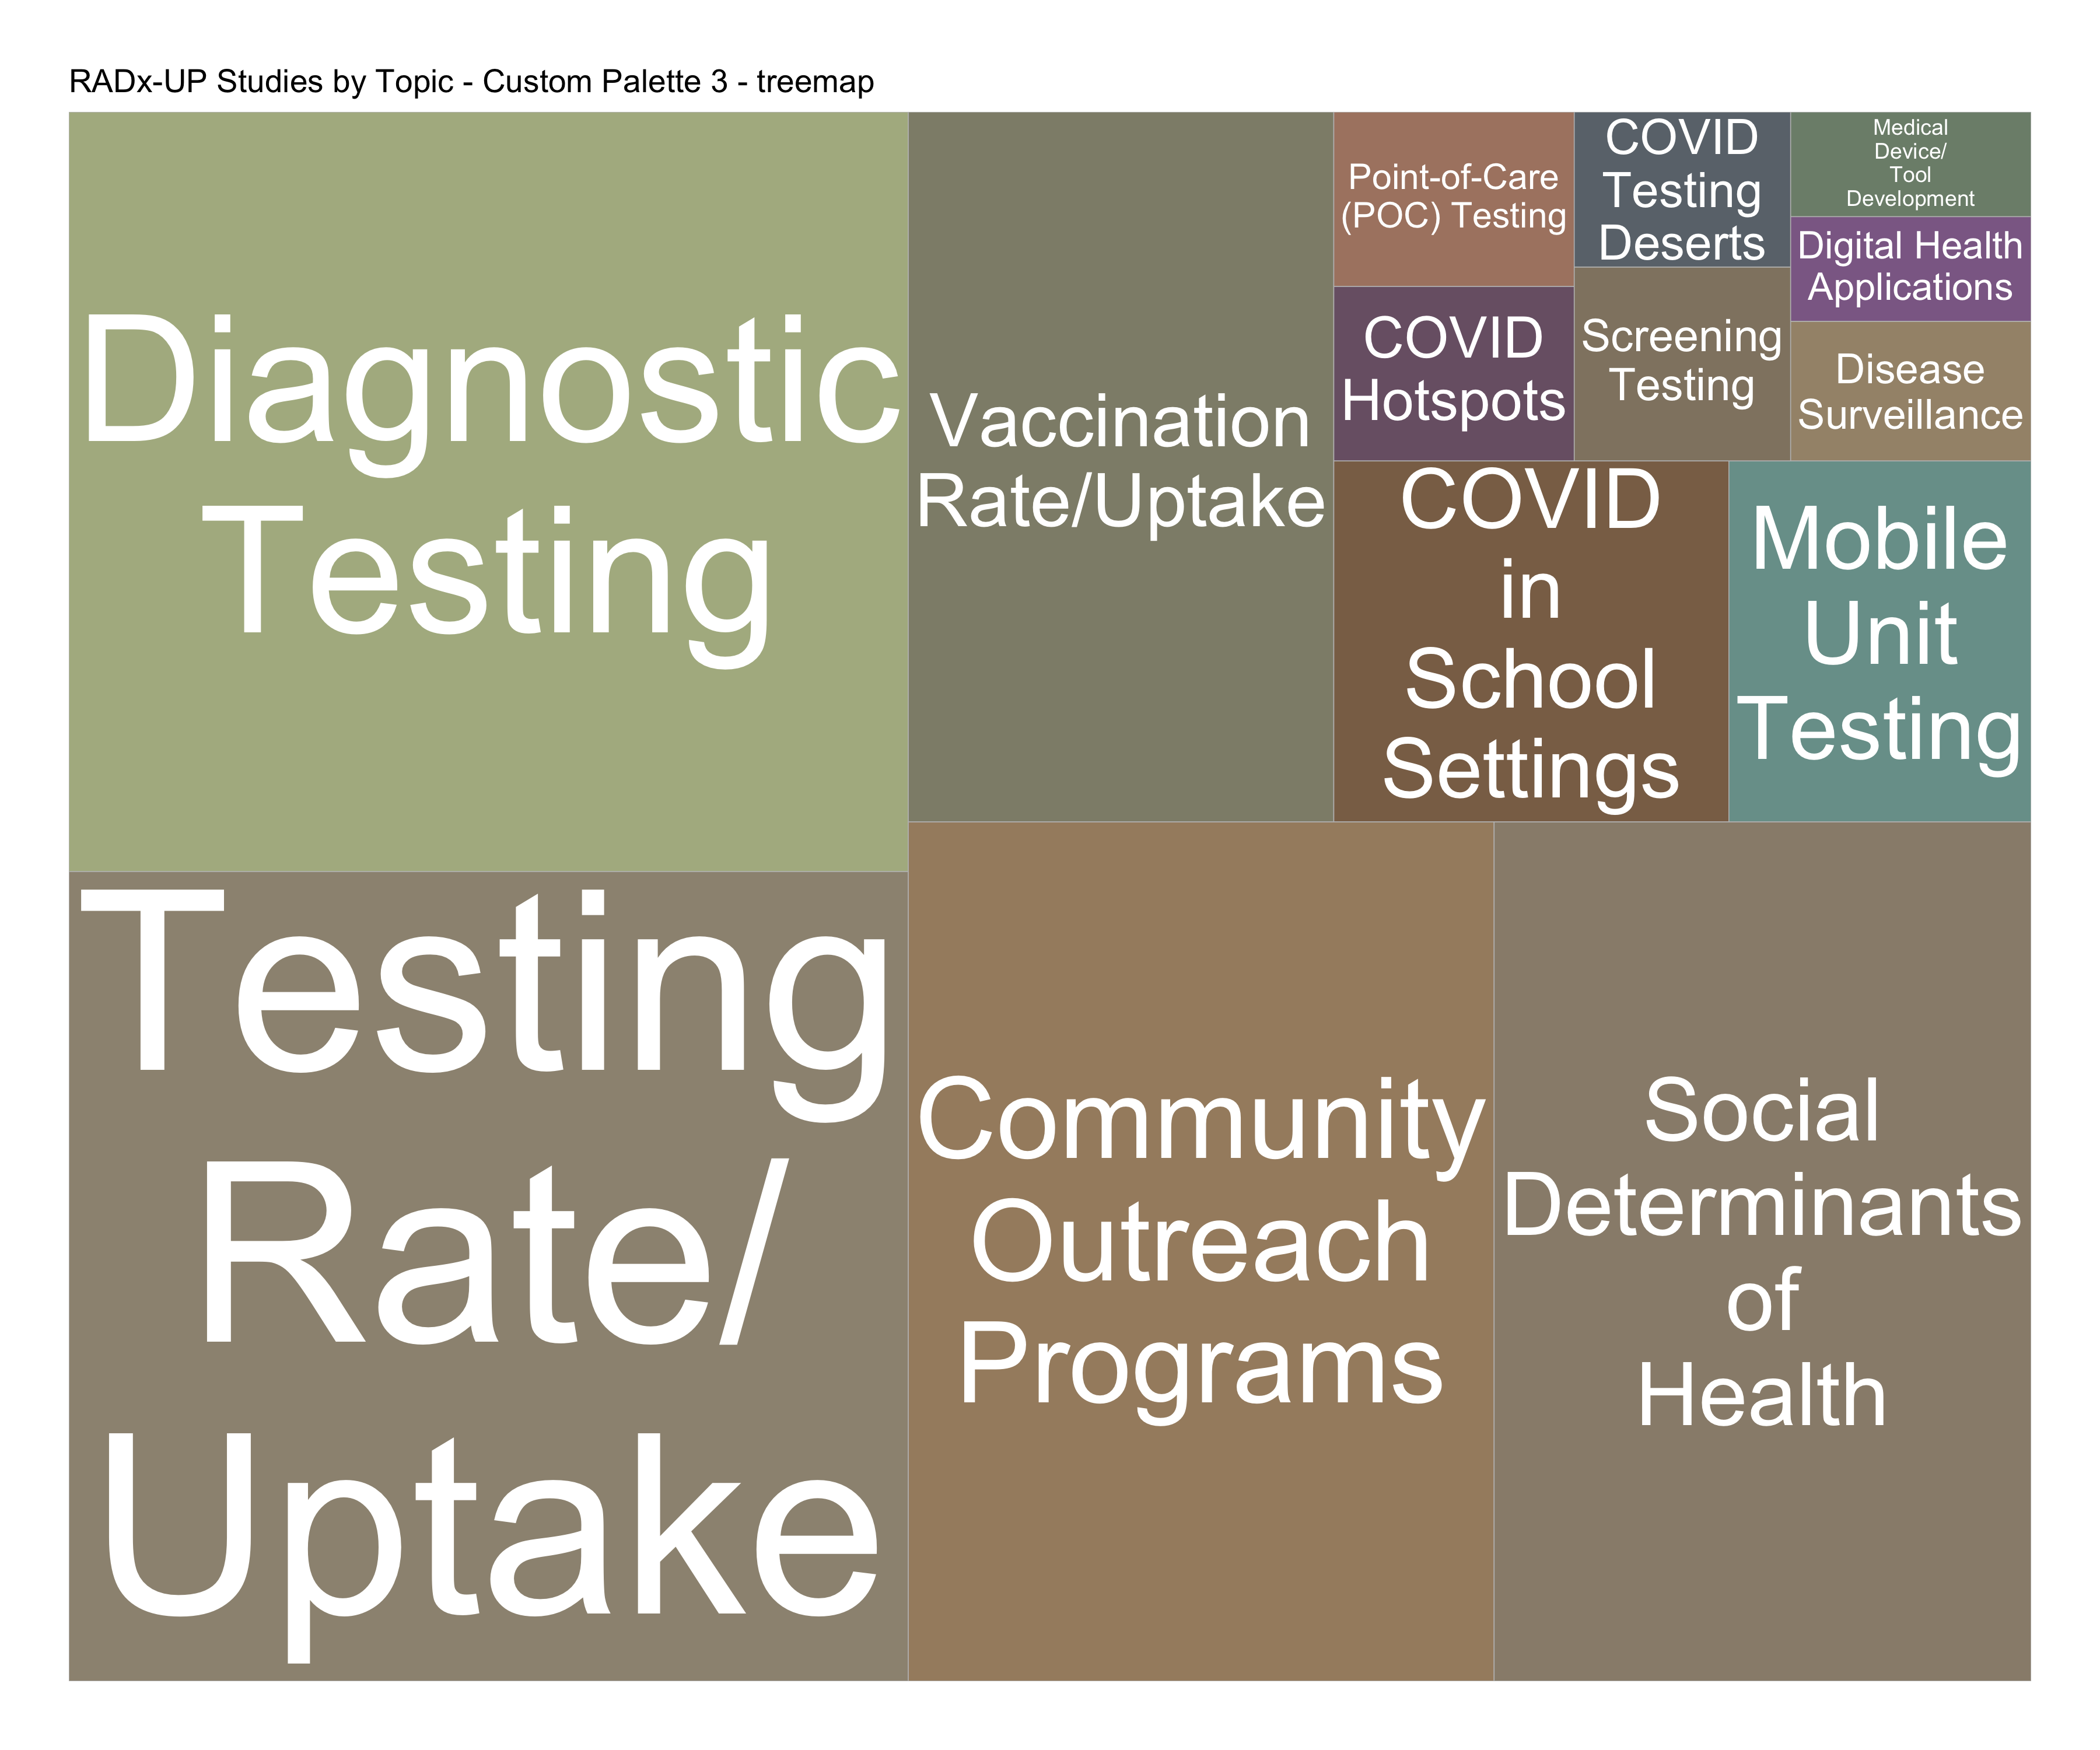 RADx-UP Studies by Topic - Custom Palette 3 - treemap
Diagnostic
Testing
Testing
Rate/
Uptake
Vaccination
Rate/Uptake
Community
Outreach
Programs
Social
Determinants
of
Health
Point-of-Care
(POC) Testing
COVID
Hotspots
COVID
Testing
Deserts
Screening
Testing
Medical
Device/
Tool
Development
Digital Health
Applications
Disease
Surveillance
COVID
in
School
Settings
Mobile
Unit
Testing